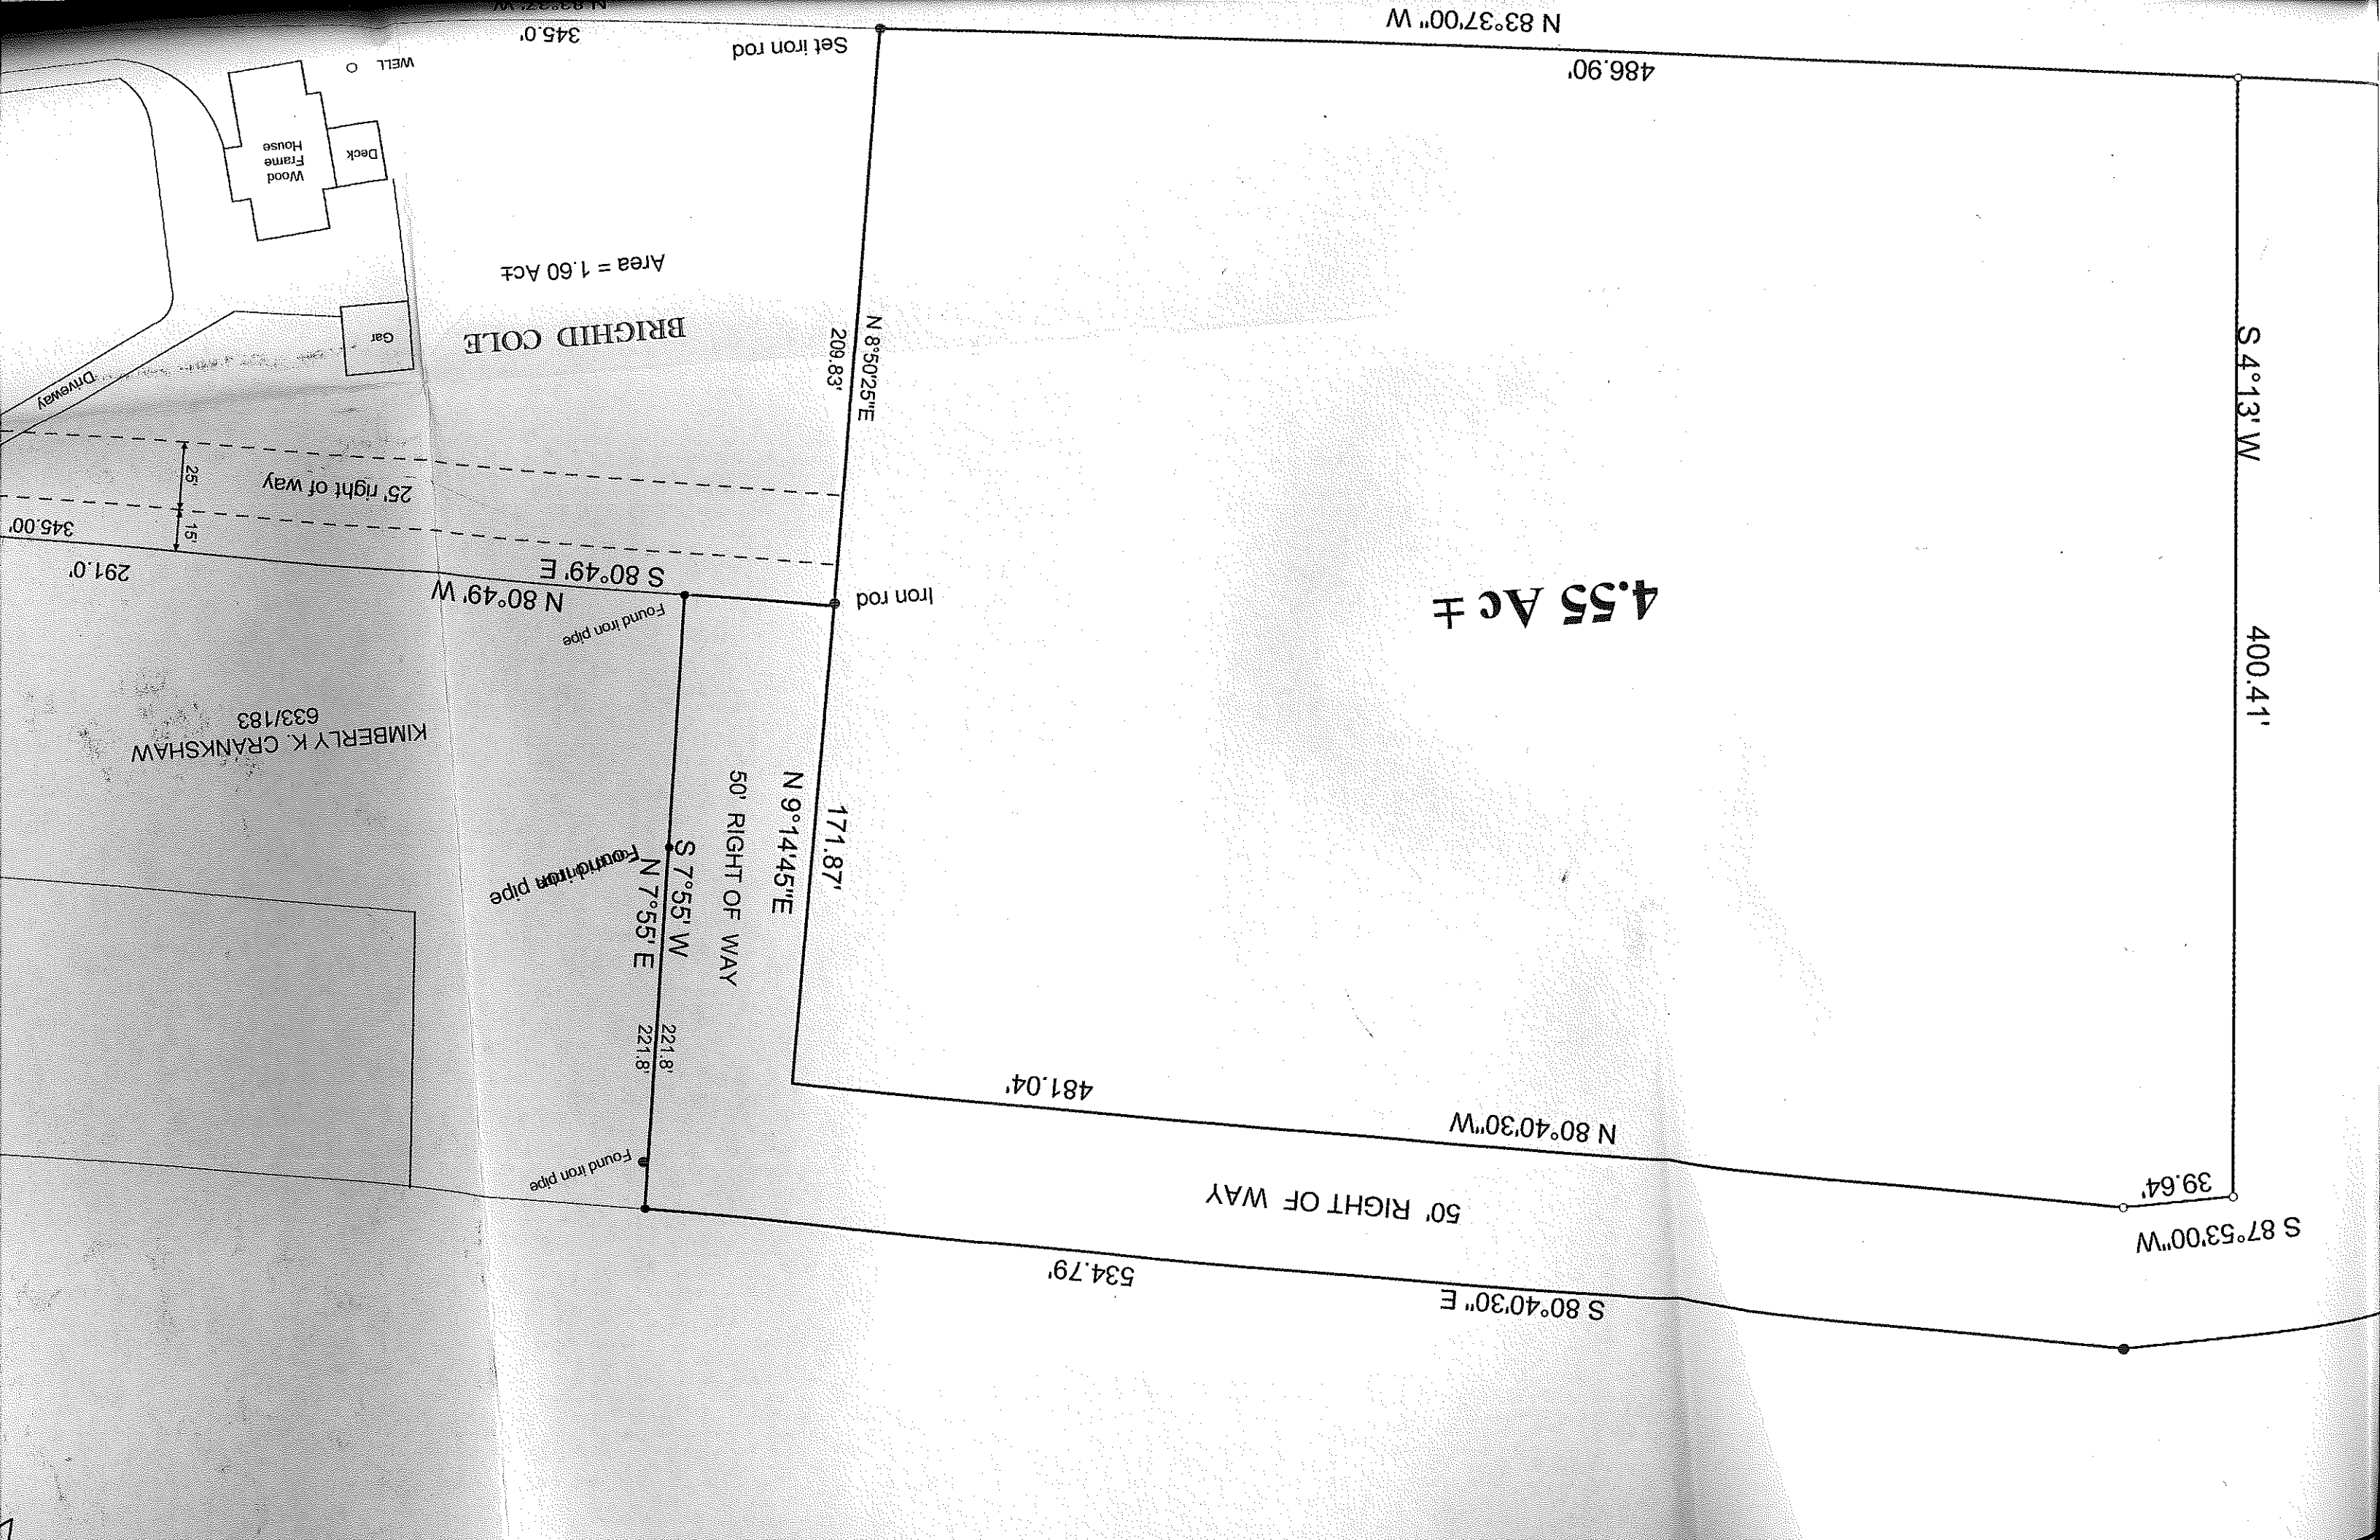 S 80°40'30" E
534.79'
S 87°53'00"W
39.64'
50' RIGHT OF WAY
N 80°40'30"W
481.04'
Found iron pipe
221.8'
221.8'
S 7°55' W
N 7°55' E
50' RIGHT OF WAY
N 9°14'45"E
171.87'
KIMBERLY K. CRANKSHAW
633/183
400.41'
S 4°13' W
4.55 Ac ±
Iron rod
Found iron pipe
N 80°49' W
S 80°49' E
291.0'
345.00'
15'
25'
25' right of way
Driveway
N 8°50'25"E
209.83'
BRIGHID COLE
Area = 1.60 Ac±
Gar
Wood
Frame
House
Deck
WELL
Set iron rod
345.0'
486.90'
N 83°37'00" W